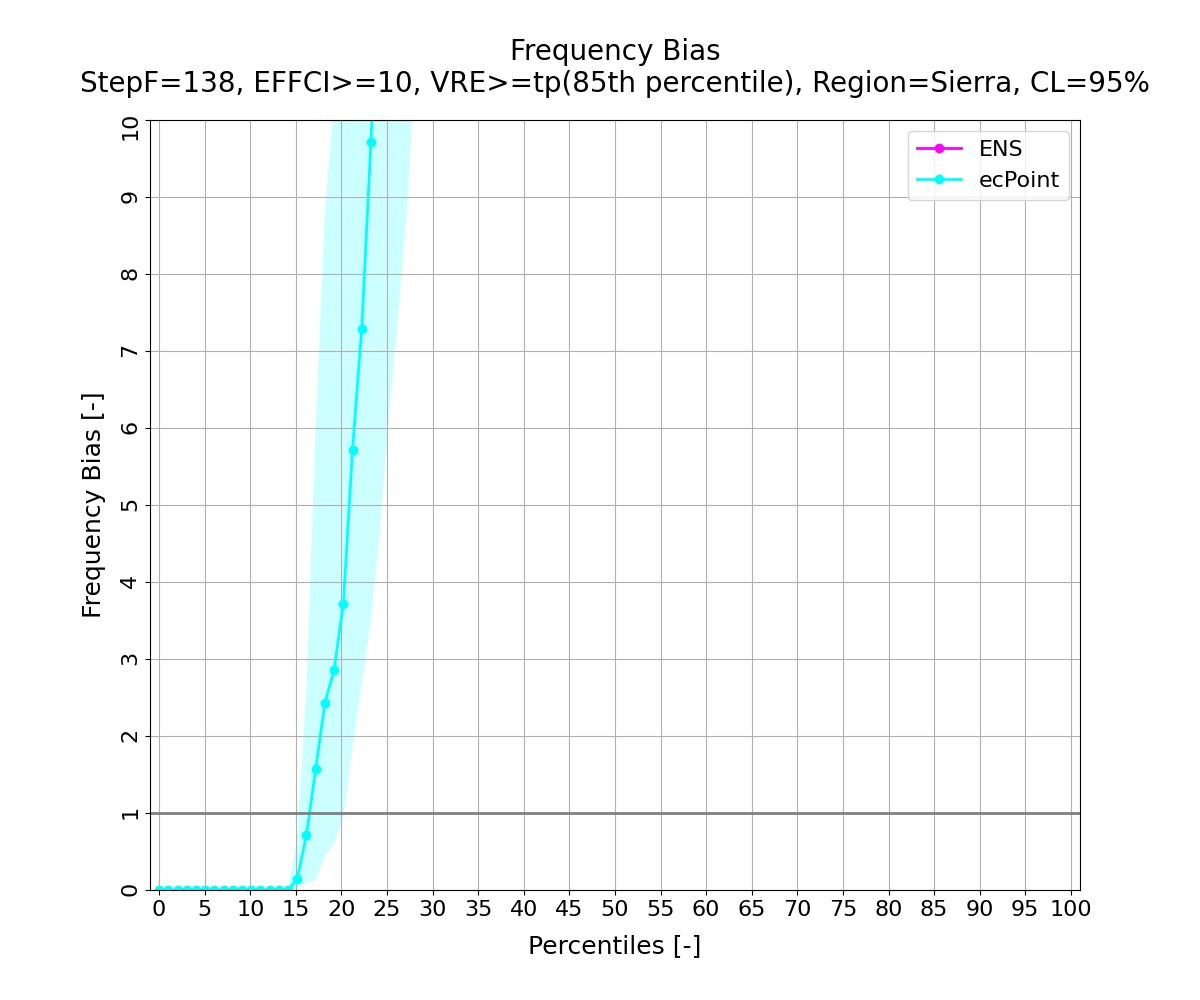 Frequency Bias
StepF=138, EFFCI>=10, VRE>=tp(85th percentile), Region=Sierra, CL=95%
ENS
ecPoint
10
9
8
7
6
5
4
3
2
1
0
Frequency Bias [-]
0 5 10 15 20 25 30 35 40 45 50 55 60 65 70 75 80 85 90 95 100
Percentiles [-]